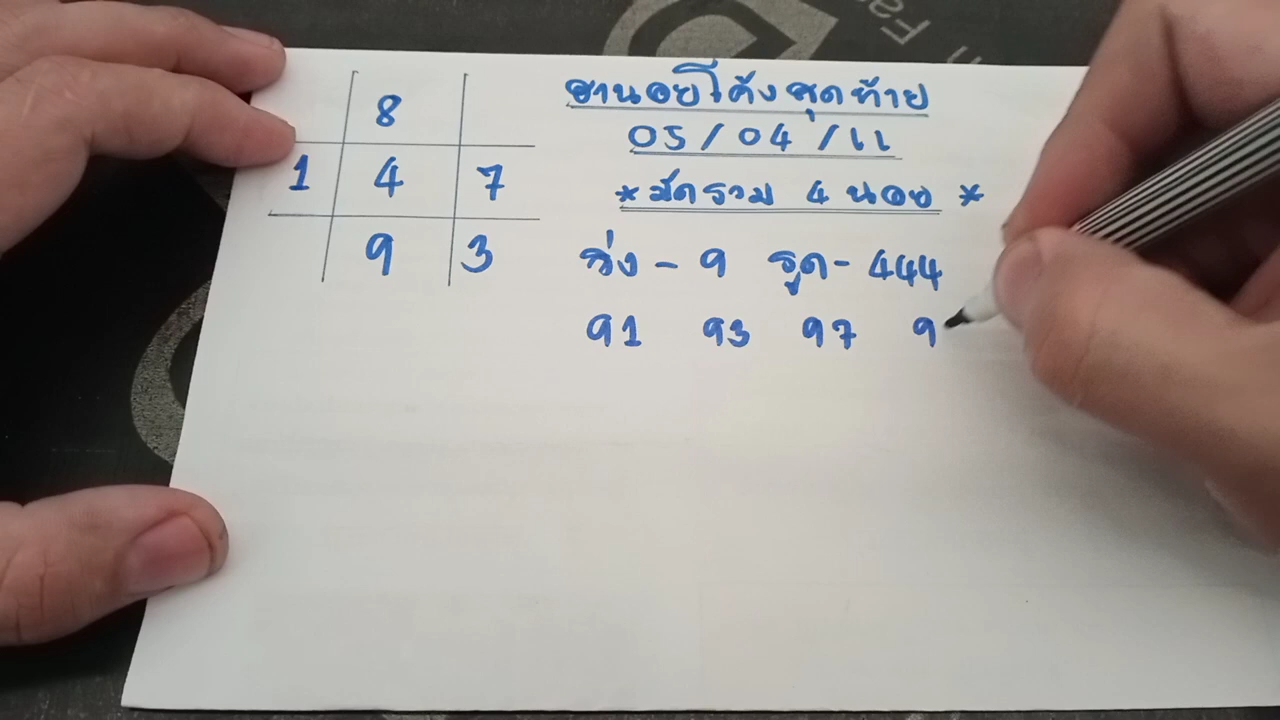 8
1 4 7
9 3
ฮานอยโค้งสุดท้าย
05/04/66
*มัดรวม 4 นอย*
วิ่ง - 9 รูด - 444
91 93 97 9